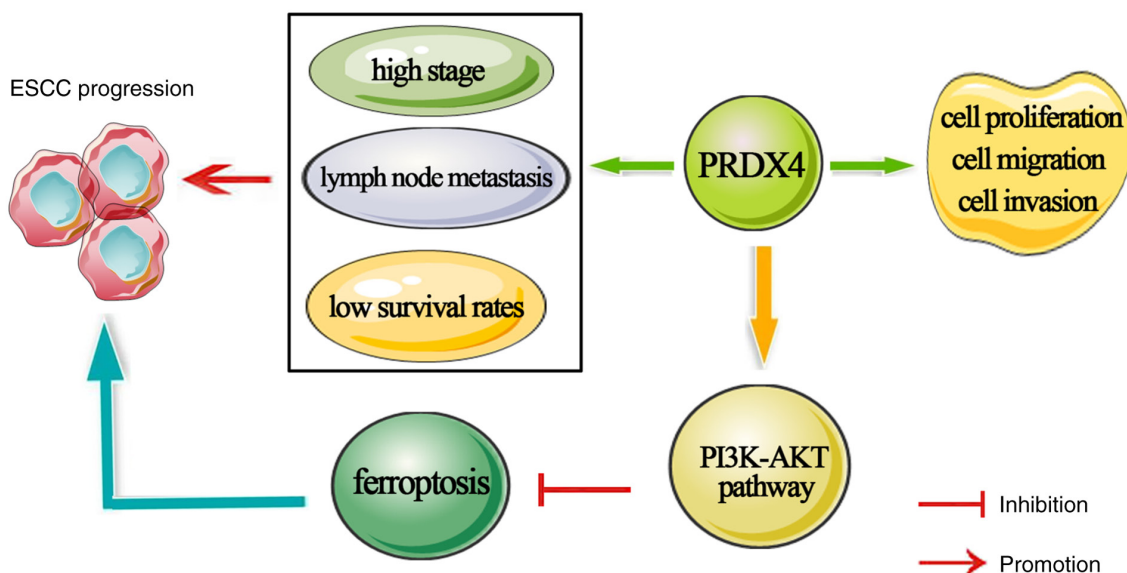 ESCC progression
high stage
lymph node metastasis
low survival rates
PRDX4
cell proliferation
cell migration
cell invasion
ferroptosis
PI3K-AKT
pathway
Inhibition
Promotion